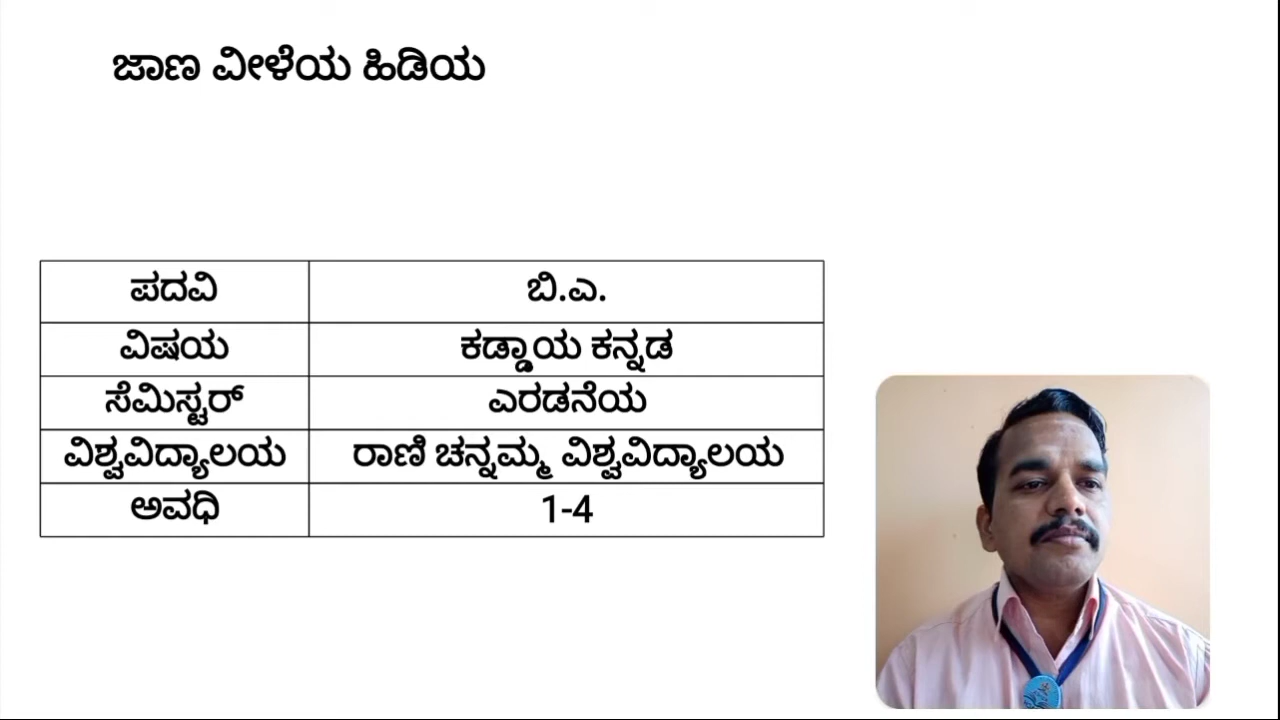 ಜಾಣ ವೀಳೆಯ ಹಿಡಿಯ
ಪದವಿ ಬಿ.ಎ.
ವಿಷಯ ಕಡ್ಡಾಯ ಕನ್ನಡ
ಸೆಮಿಸ್ಟರ್ ಎರಡನೆಯ
ವಿಶ್ವವಿದ್ಯಾಲಯ ರಾಣಿ ಚನ್ನಮ್ಮ ವಿಶ್ವವಿದ್ಯಾಲಯ
ಅವಧಿ 1-4